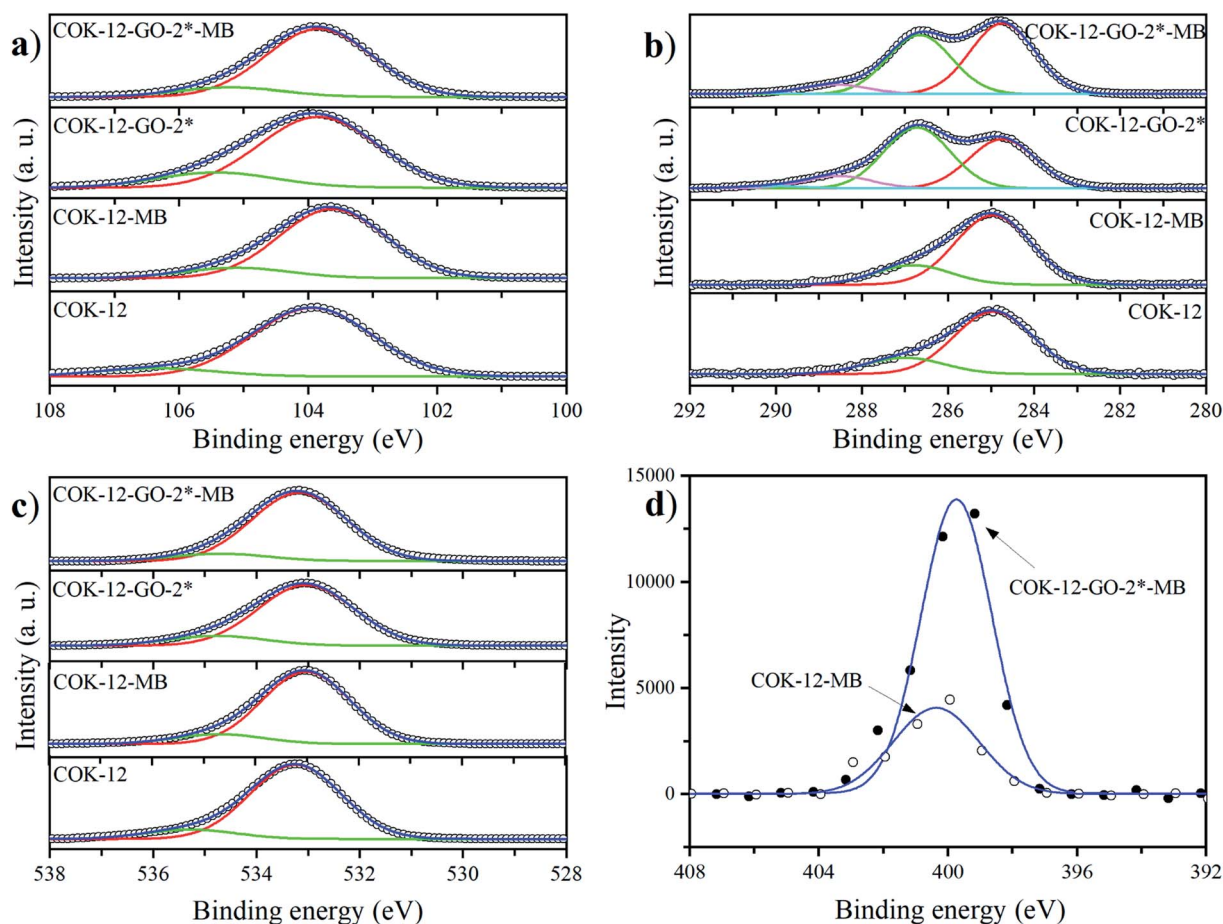 a)
COK-12-GO-2*-MB
COK-12-GO-2*
COK-12-MB
COK-12
Intensity (a. u.)
Intensity (a. u.)
108 106 104 102 100
Binding energy (eV)
b)
COK-12-GO-2*-MB
COK-12-GO-2*
COK-12-MB
COK-12
Intensity (a. u.)
Intensity (a. u.)
292 290 288 286 284 282 280
Binding energy (eV)
c)
COK-12-GO-2*-MB
COK-12-GO-2*
COK-12-MB
COK-12
Intensity (a. u.)
Intensity (a. u.)
538 536 534 532 530 528
Binding energy (eV)
d)
15000
10000
5000
0
Intensity
COK-12-GO-2*-MB
COK-12-MB
408 404 400 396 392
Binding energy (eV)